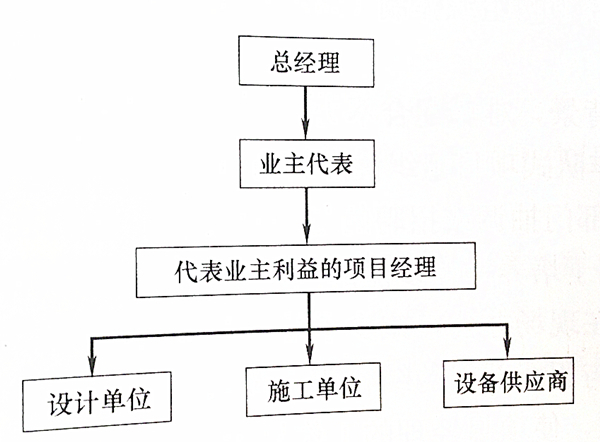 总经理
业主代表
代表业主利益的项目经理
设计单位
施工单位
设备供应商